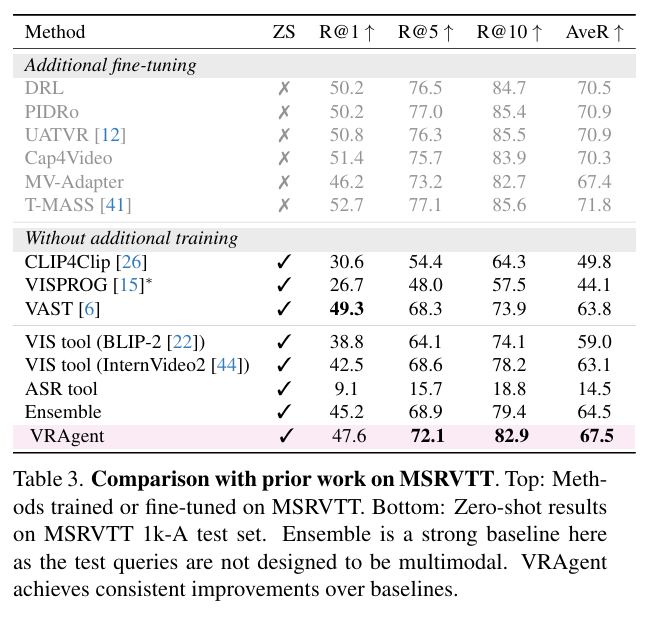 Method ZS R@1 ↑ R@5 ↑ R@10 ↑ AveR ↑
Additional fine-tuning
DRL ✗ 50.2 76.5 84.7 70.5
PIDRo ✗ 50.2 77.0 85.4 70.9
UATVR [12] ✗ 50.8 76.3 85.5 70.9
Cap4Video ✗ 51.4 75.7 83.9 70.3
MV-Adapter ✗ 46.2 73.2 82.7 67.4
T-MASS [41] ✗ 52.7 77.1 85.6 71.8
Without additional training
CLIP4Clip [26] ✓ 30.6 54.4 64.3 49.8
VISPROG [15]* ✓ 26.7 48.0 57.5 44.1
VAST [6] ✓ 49.3 68.3 73.9 63.8
VIS tool (BLIP-2 [22]) ✓ 38.8 64.1 74.1 59.0
VIS tool (InternVideo2 [44]) ✓ 42.5 68.6 78.2 63.1
ASR tool ✓ 9.1 15.7 18.8 14.5
Ensemble ✓ 45.2 68.9 79.4 64.5
VRAgent ✓ 47.6 72.1 82.9 67.5
Table 3. Comparison with prior work on MSRVTT. Top: Meth-
ods trained or fine-tuned on MSRVTT. Bottom: Zero-shot results
on MSRVTT 1k-A test set. Ensemble is a strong baseline here
as the test queries are not designed to be multimodal. VRAgent
achieves consistent improvements over baselines.